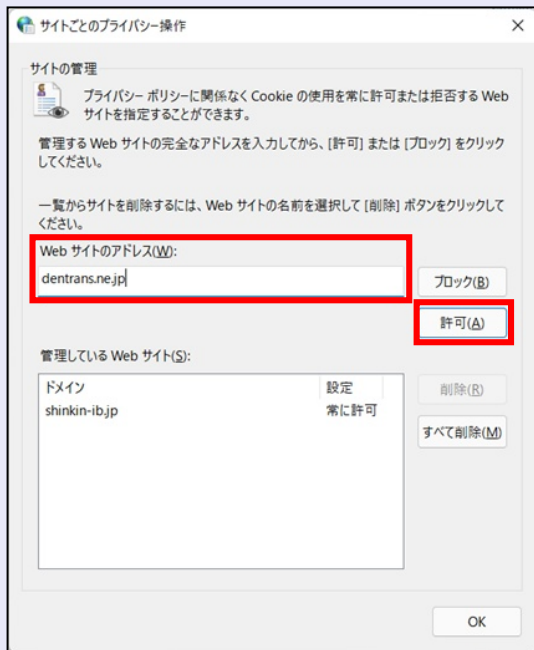 サイトごとのプライバシー操作
サイトの管理
プライバシー ポリシーに関係なく Cookie の使用を常に許可または拒否する Web
サイトを指定することができます。
管理する Web サイトの完全なアドレスを入力してから、[許可] または [ブロック] をクリック
してください。
一覧からサイトを削除するには、Web サイトの名前を選択して [削除] ボタンをクリックして
ください。
Web サイトのアドレス(W):
dentrans.ne.jp
ブロック(B)
許可(A)
管理している Web サイト(S):
ドメイン 設定
shinkin-ib.jp 常に許可
削除(R)
すべて削除(M)
OK